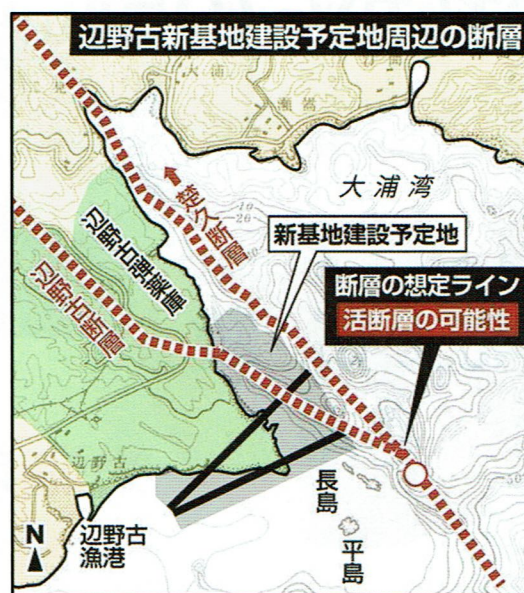 辺野古新基地建設予定地周辺の断層
大浦
大浦湾
楚久断層
新基地建設予定地
辺野古弾薬庫
辺野古断層
断層の想定ライン
活断層の可能性
辺野古
長島
平島
辺野古
漁港
N